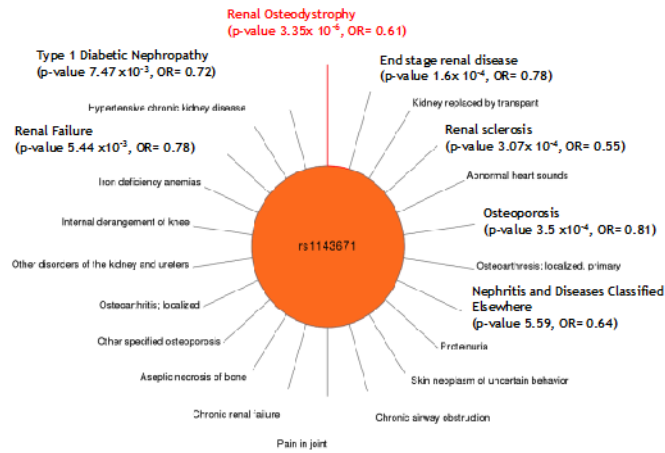 Renal Osteodystrophy
(p-value 3.35x 10-6, OR= 0.61)
Type 1 Diabetic Nephropathy
(p-value 7.47 x10-3, OR= 0.72)
End stage renal disease
(p-value 1.6x 10-4, OR= 0.78)
Hypertensive chronic kidney disease
Kidney replaced by transpant
Renal Failure
(p-value 5.44 x10-3, OR= 0.78)
Renal sclerosis
(p-value 3.07x 10-4, OR= 0.55)
Iron deficiency anemias
Abnormal heart sounds
Internal derangement of knee
Osteoporosis
(p-value 3.5 x10-4, OR= 0.81)
rs1143671
Other disorders of the kidney and ureters
Osteoarthrosis; localized, primary
Osteoarthritis; localized
Nephritis and Diseases Classified
Elsewhere
(p-value 5.59, OR= 0.64)
Other specified osteoporosis
Proteinuria
Aseptic necrosis of bone
Skin neoplasm of uncertain behavior
Chronic renal failure
Chronic airway obstruction
Pain in joint